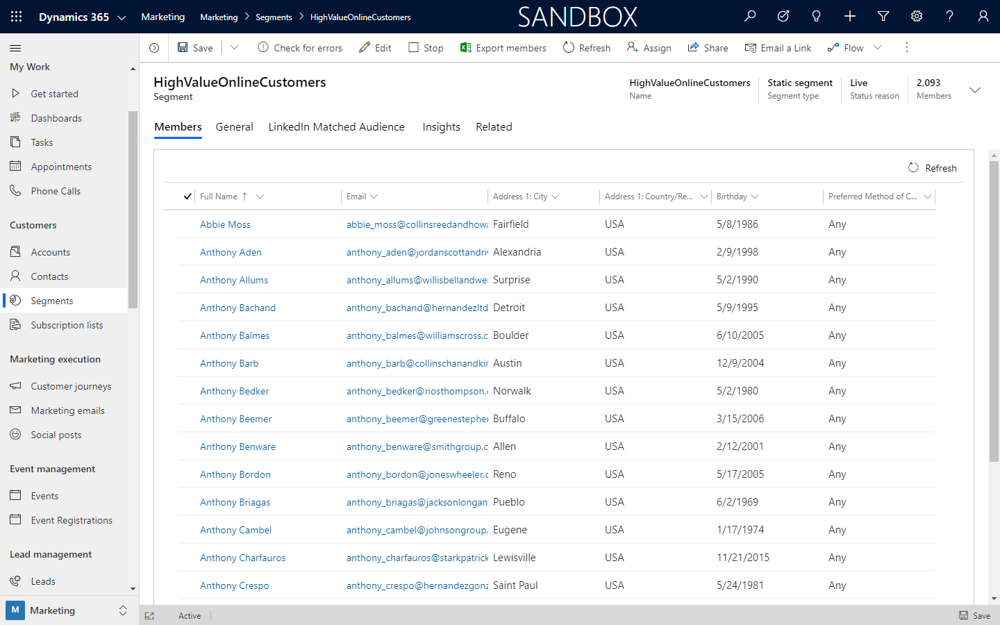 Dynamics 365 Marketing Marketing > Segments > HighValueOnlineCustomers SANDBOX
Save Check for errors Edit Stop Export members Refresh Assign Share Email a Link Flow
My Work
Get started
Dashboards
Tasks
Appointments
Phone Calls
Customers
Accounts
Contacts
Segments
Subscription lists
Marketing execution
Customer journeys
Marketing emails
Social posts
Event management
Events
Event Registrations
Lead management
Leads
M Marketing
HighValueOnlineCustomers
Segment
HighValueOnlineCustomers Static segment Live 2,093
Name Segment type Status reason Members
Members General LinkedIn Matched Audience Insights Related
Refresh
Full Name ↑ Email Address 1: City Address 1: Country/Re... Birthday Preferred Method of C...
Abbie Moss abbie_moss@collinsreedandhowa Fairfield USA 5/8/1986 Any
Anthony Aden anthony_aden@jordanscottandriv Alexandria USA 2/9/1998 Any
Anthony Allums anthony_allums@willisbellandwe Surprise USA 5/2/1990 Any
Anthony Bachand anthony_bachand@hernandezltd Detroit USA 5/9/1995 Any
Anthony Balmes anthony_balmes@williamscross.c Boulder USA 6/10/2005 Any
Anthony Barb anthony_barb@collinschanandkin Austin USA 12/9/2004 Any
Anthony Bedker anthony_bedker@riosthompson.c Norwalk USA 5/2/1980 Any
Anthony Beemer anthony_beemer@greenestephen Buffalo USA 3/15/2006 Any
Anthony Benware anthony_benware@smithgroup.c Allen USA 2/12/2001 Any
Anthony Bordon anthony_bordon@joneswheeler.c Reno USA 5/17/2005 Any
Anthony Briagas anthony_briagas@jacksonlongan Pueblo USA 6/2/1969 Any
Anthony Cambel anthony_cambel@johnsongroup. Eugene USA 1/17/1974 Any
Anthony Charfauros anthony_charfauros@starkpatrick Lewisville USA 11/21/2015 Any
Anthony Crespo anthony_crespo@hernandezgonz Saint Paul USA 5/24/1981 Any
Active Save